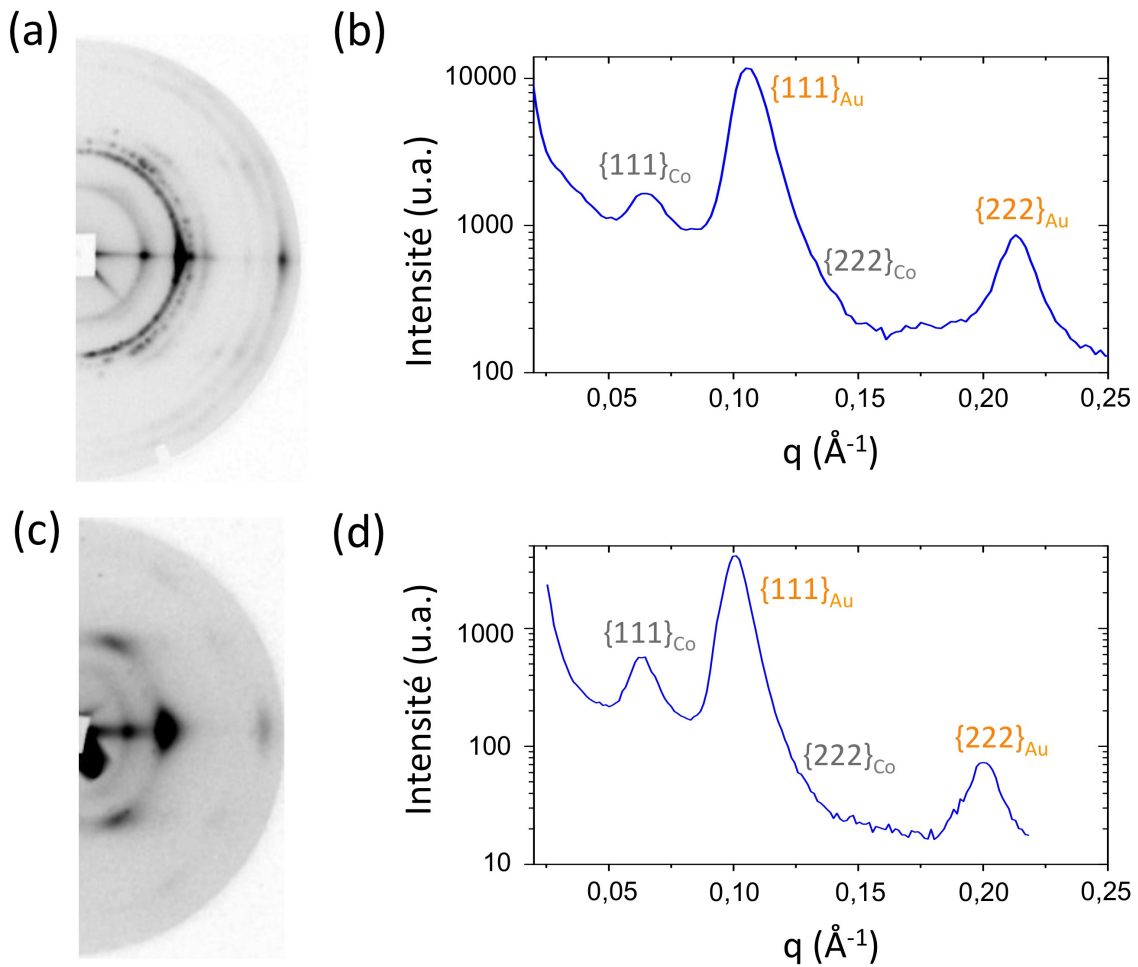 (a)
(b)
10000
1000
100
Intensité (u.a.)
{111}Co
{111}Au
{222}Co
{222}Au
0,05
0,10
0,15
0,20
0,25
q (Å-1)
(c)
(d)
1000
100
10
Intensité (u.a.)
{111}Co
{111}Au
{222}Co
{222}Au
0,05
0,10
0,15
0,20
0,25
q (Å-1)